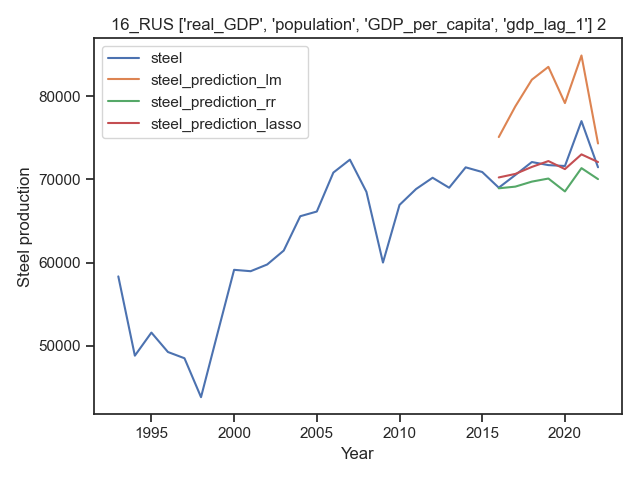 16_RUS ['real_GDP', 'population', 'GDP_per_capita', 'gdp_lag_1'] 2
steel
steel_prediction_lm
steel_prediction_rr
steel_prediction_lasso
80000
70000
60000
50000
Steel production
1995
2000
2005
2010
2015
2020
Year